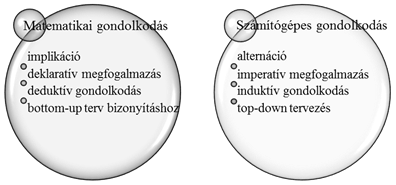 Matematikai gondolkodás
implikáció
deklaratív megfogalmazás
deduktív gondolkodás
bottom-up terv bizonyításhoz
Számítógépes gondolkodás
alternáció
imperatív megfogalmazás
induktív gondolkodás
top-down tervezés